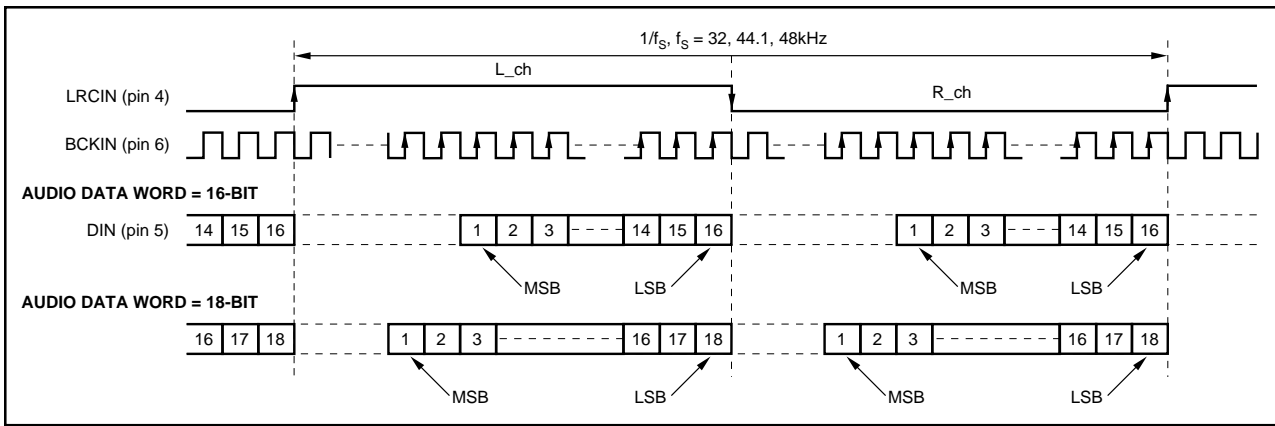 1/fS, fS = 32, 44.1, 48kHz
L_ch
R_ch
LRCIN (pin 4)
BCKIN (pin 6)
AUDIO DATA WORD = 16-BIT
DIN (pin 5) 14 15 16 1 2 3 14 15 16 1 2 3 14 15 16
MSB LSB MSB LSB
AUDIO DATA WORD = 18-BIT
16 17 18 1 2 3 16 17 18 1 2 3 16 17 18
MSB LSB MSB LSB